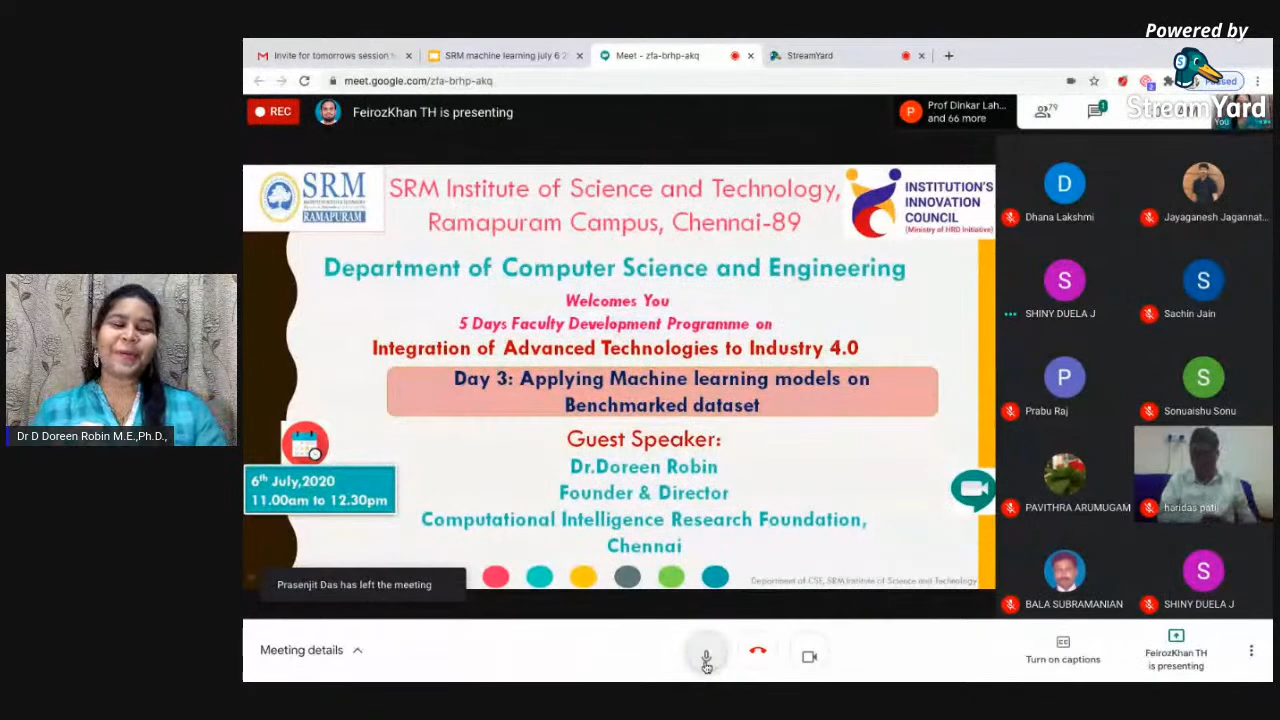 Powered by
StreamYard
Invite for tomorrows session
SRM machine learning july 6 2
Meet - zfa-brhp-akq
StreamYard
meet.google.com/zfa-brhp-akq
Paused
REC
FeirozKhan TH is presenting
Prof Dinkar Lah...
and 66 more
79
1
You
SRM
RAMAPURAM
SRM Institute of Science and Technology,
Ramapuram Campus, Chennai-89
INSTITUTION'S
INNOVATION
COUNCIL
(Ministry of HRD Initiative)
Department of Computer Science and Engineering
Welcomes You
5 Days Faculty Development Programme on
Integration of Advanced Technologies to Industry 4.0
Day 3: Applying Machine learning models on
Benchmarked dataset
Guest Speaker:
Dr.Doreen Robin
Founder & Director
Computational Intelligence Research Foundation,
Chennai
6th July,2020
11.00am to 12.30pm
Department of CSE, SRM Institute of Science and Technology
Prasenjit Das has left the meeting
Dr D Doreen Robin M.E.,Ph.D.,
P
D
Dhana Lakshmi
Jayaganesh Jagannat...
S
SHINY DUELA J
S
Sachin Jain
P
Prabu Raj
S
Sonuaishu Sonu
PAVITHRA ARUMUGAM
haridas patil
BALA SUBRAMANIAN
S
SHINY DUELA J
Meeting details
Turn on captions
FeirozKhan TH
is presenting